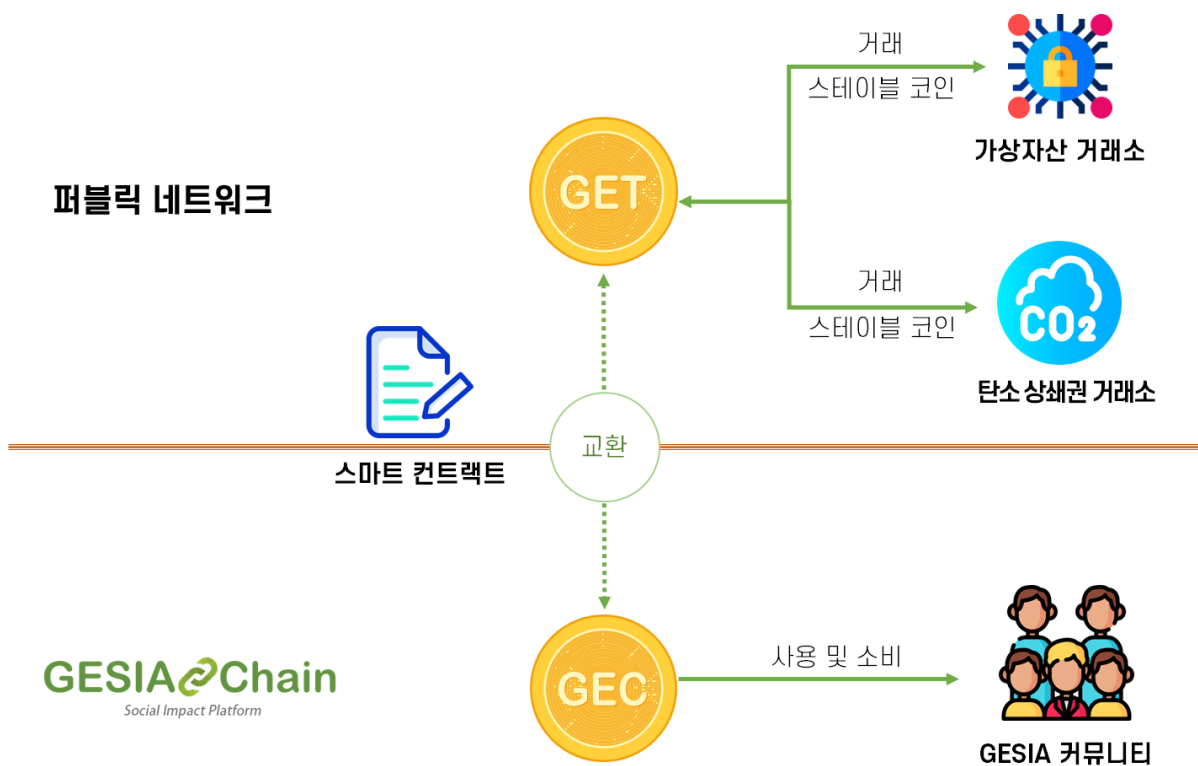 거래
스테이블 코인
가상자산 거래소
퍼블릭 네트워크
GET
거래
스테이블 코인
CO₂
탄소 상쇄권 거래소
교환
스마트 컨트랙트
GESIA Chain
Social Impact Platform
GEC
사용 및 소비
GESIA 커뮤니티